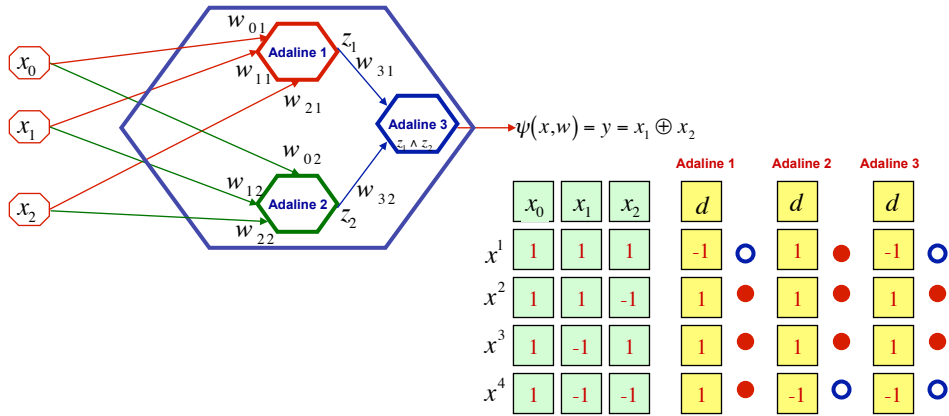 w₀₁
x₀
Adaline 1
z₁
w₁₁
w₃₁
w₂₁
x₁
Adaline 3
z₁ ∧ z₂
ψ(x,w) = y = x₁ ⊕ x₂
w₀₂
w₁₂
w₃₂
x₂
Adaline 2
z₂
w₂₂
Adaline 1 Adaline 2 Adaline 3
x₀ x₁ x₂ d d d
x¹ 1 1 1 -1 1 -1
x² 1 1 -1 1 1 1
x³ 1 -1 1 1 1 1
x⁴ 1 -1 -1 1 -1 -1